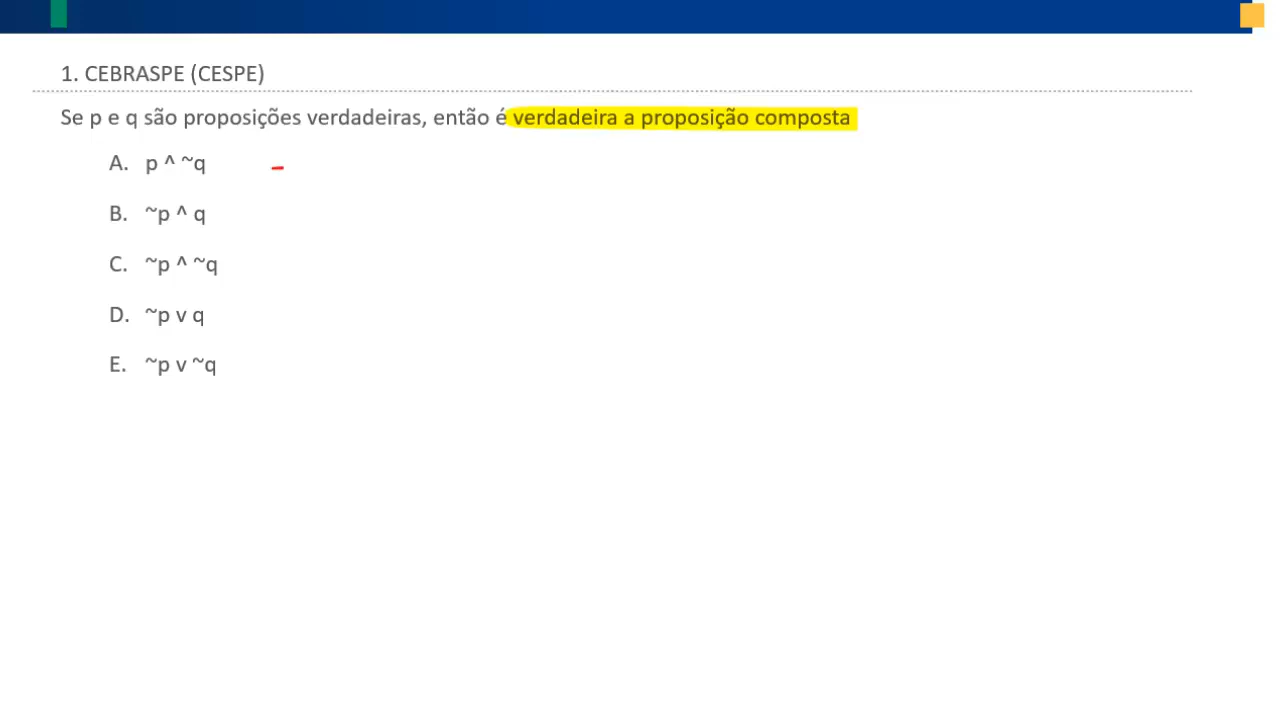 1. CEBRASPE (CESPE)
Se p e q são proposições verdadeiras, então é verdadeira a proposição composta
A. p ^ ~q
B. ~p ^ q
C. ~p ^ ~q
D. ~p v q
E. ~p v ~q